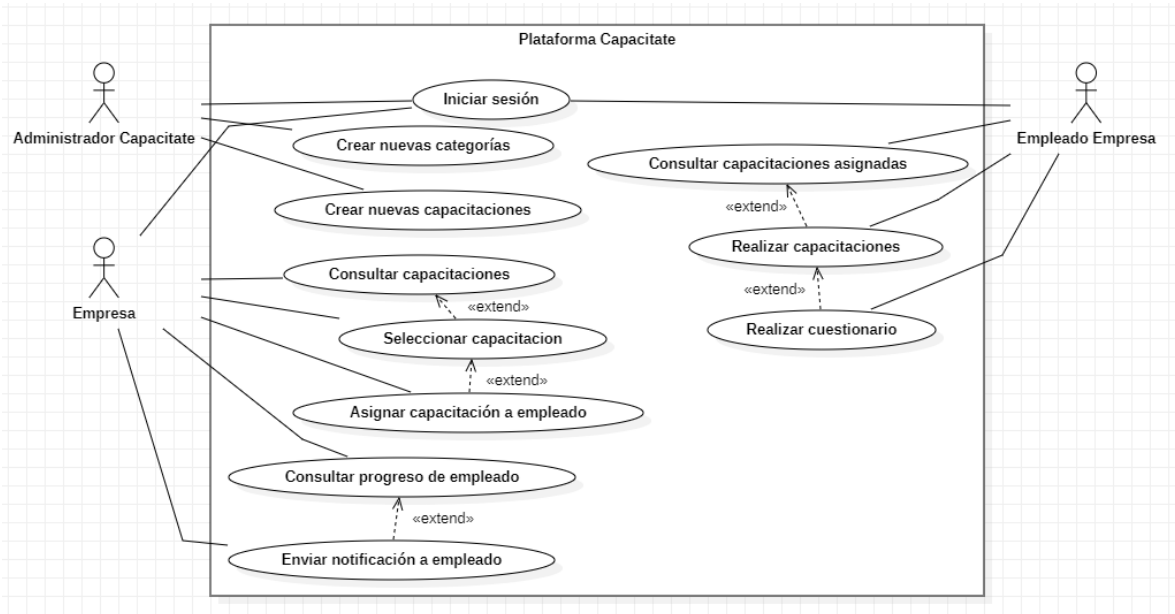 Plataforma Capacitate
Iniciar sesión
Administrador Capacitate
Empleado Empresa
Crear nuevas categorías
Consultar capacitaciones asignadas
«extend»
Crear nuevas capacitaciones
Realizar capacitaciones
Consultar capacitaciones
«extend»
Empresa
«extend»
Seleccionar capacitacion
Realizar cuestionario
«extend»
Asignar capacitación a empleado
Consultar progreso de empleado
«extend»
Enviar notificación a empleado